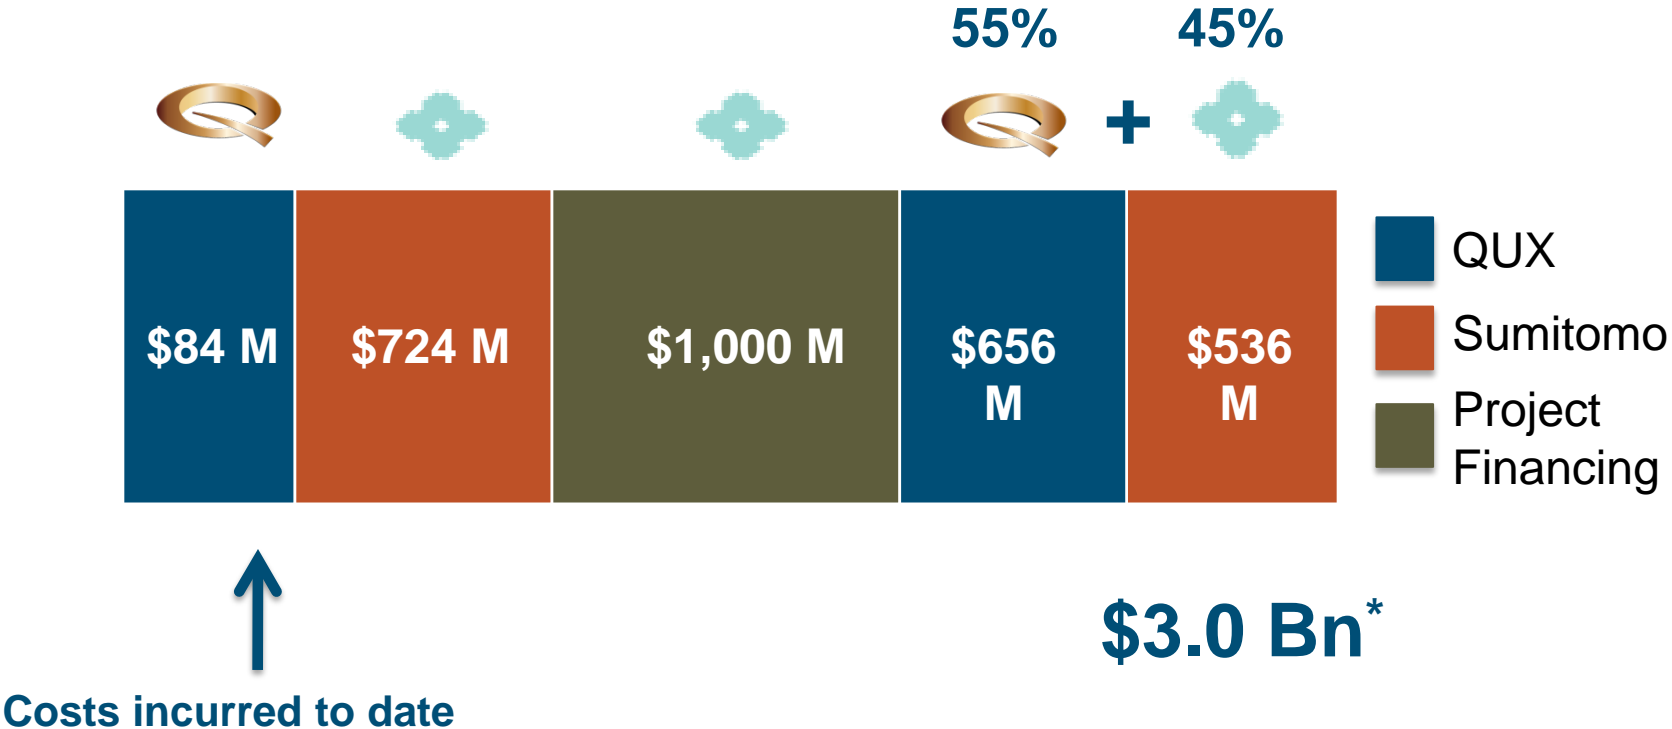 55% 45%
+
$84 M $724 M $1,000 M $656 M $536 M
QUX
Sumitomo
Project
Financing
$3.0 Bn*
Costs incurred to date